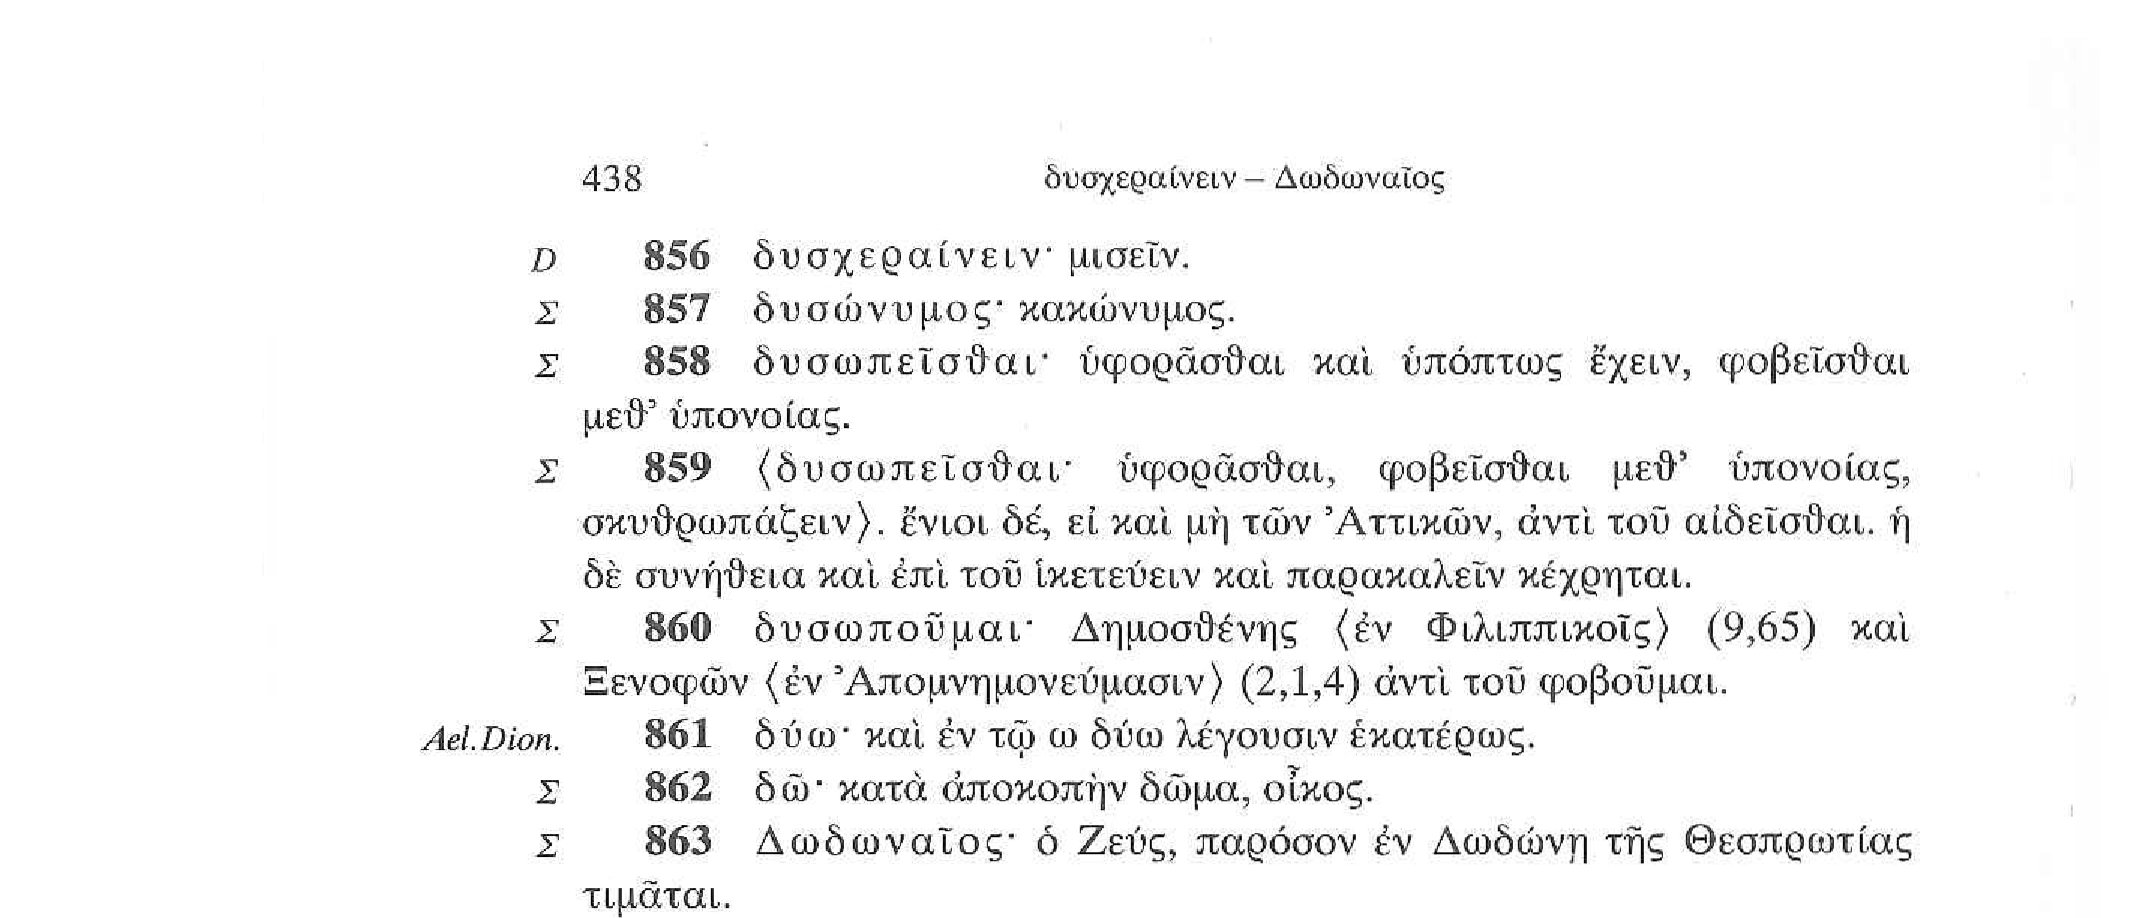 438 δυσχεραίνειν – Δωδωναῖος
D 856 δυσχεραίνειν· μισεῖν.
Σ 857 δυσώνυμος· κακώνυμος.
Σ 858 δυσωπεῖσθαι· ὑφορᾶσθαι καὶ ὑπόπτως ἔχειν, φοβεῖσθαι
μεθ’ ὑπονοίας.
Σ 859 ⟨δυσωπεῖσθαι· ὑφορᾶσθαι, φοβεῖσθαι μεθ’ ὑπονοίας,
σκυθρωπάζειν⟩. ἔνιοι δέ, εἰ καὶ μὴ τῶν Ἀττικῶν, ἀντὶ τοῦ αἰδεῖσθαι. ἡ
δὲ συνήθεια καὶ ἐπὶ τοῦ ἱκετεύειν καὶ παρακαλεῖν κέχρηται.
Σ 860 δυσωποῦμαι· Δημοσθένης ⟨ἐν Φιλιππικοῖς⟩ (9,65) καὶ
Ξενοφῶν ⟨ἐν Ἀπομνημονεύμασιν⟩ (2,1,4) ἀντὶ τοῦ φοβοῦμαι.
Ael.Dion. 861 δύω· καὶ ἐν τῷ ω δύω λέγουσιν ἑκατέρως.
Σ 862 δῶ· κατὰ ἀποκοπὴν δῶμα, οἶκος.
Σ 863 Δωδωναῖος· ὁ Ζεύς, παρόσον ἐν Δωδώνῃ τῆς Θεσπρωτίας
τιμᾶται.